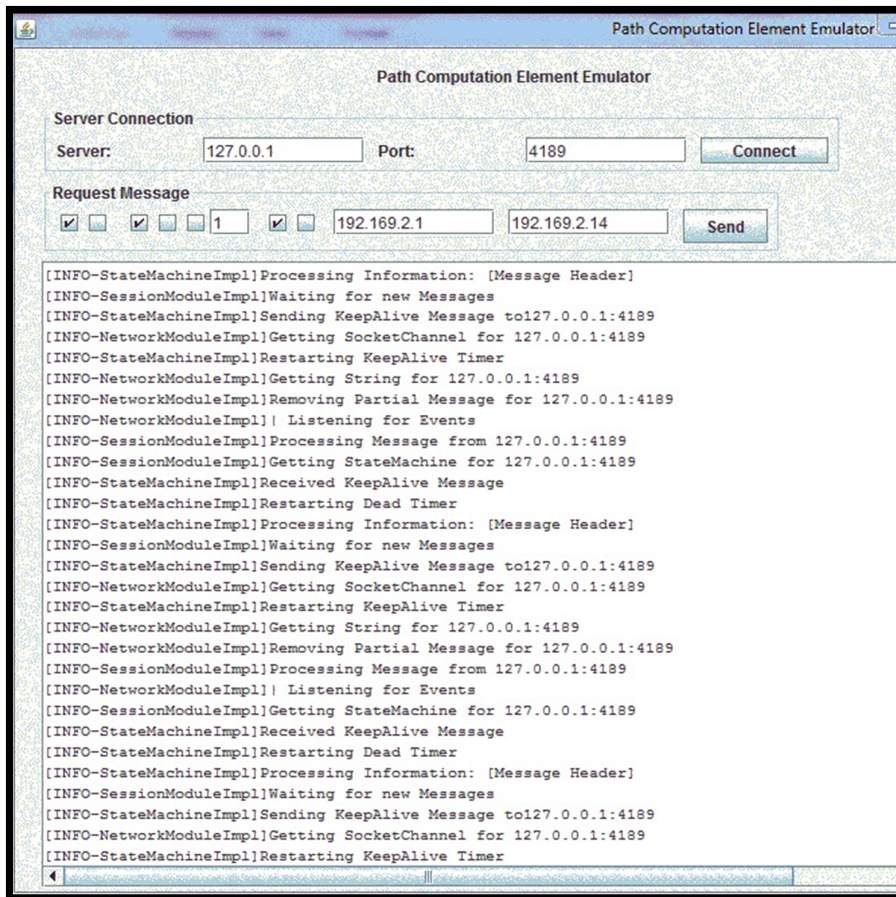 Path Computation Element Emulator
Path Computation Element Emulator
Server Connection
Server: 127.0.0.1 Port: 4189 Connect
Request Message
1 192.169.2.1 192.169.2.14 Send
[INFO-StateMachineImpl]Processing Information: [Message Header]
[INFO-SessionModuleImpl]Waiting for new Messages
[INFO-StateMachineImpl]Sending KeepAlive Message to127.0.0.1:4189
[INFO-NetworkModuleImpl]Getting SocketChannel for 127.0.0.1:4189
[INFO-StateMachineImpl]Restarting KeepAlive Timer
[INFO-NetworkModuleImpl]Getting String for 127.0.0.1:4189
[INFO-NetworkModuleImpl]Removing Partial Message for 127.0.0.1:4189
[INFO-NetworkModuleImpl]| Listening for Events
[INFO-SessionModuleImpl]Processing Message from 127.0.0.1:4189
[INFO-SessionModuleImpl]Getting StateMachine for 127.0.0.1:4189
[INFO-StateMachineImpl]Received KeepAlive Message
[INFO-StateMachineImpl]Restarting Dead Timer
[INFO-StateMachineImpl]Processing Information: [Message Header]
[INFO-SessionModuleImpl]Waiting for new Messages
[INFO-StateMachineImpl]Sending KeepAlive Message to127.0.0.1:4189
[INFO-NetworkModuleImpl]Getting SocketChannel for 127.0.0.1:4189
[INFO-StateMachineImpl]Restarting KeepAlive Timer
[INFO-NetworkModuleImpl]Getting String for 127.0.0.1:4189
[INFO-NetworkModuleImpl]Removing Partial Message for 127.0.0.1:4189
[INFO-SessionModuleImpl]Processing Message from 127.0.0.1:4189
[INFO-NetworkModuleImpl]| Listening for Events
[INFO-SessionModuleImpl]Getting StateMachine for 127.0.0.1:4189
[INFO-StateMachineImpl]Received KeepAlive Message
[INFO-StateMachineImpl]Restarting Dead Timer
[INFO-StateMachineImpl]Processing Information: [Message Header]
[INFO-SessionModuleImpl]Waiting for new Messages
[INFO-StateMachineImpl]Sending KeepAlive Message to127.0.0.1:4189
[INFO-NetworkModuleImpl]Getting SocketChannel for 127.0.0.1:4189
[INFO-StateMachineImpl]Restarting KeepAlive Timer